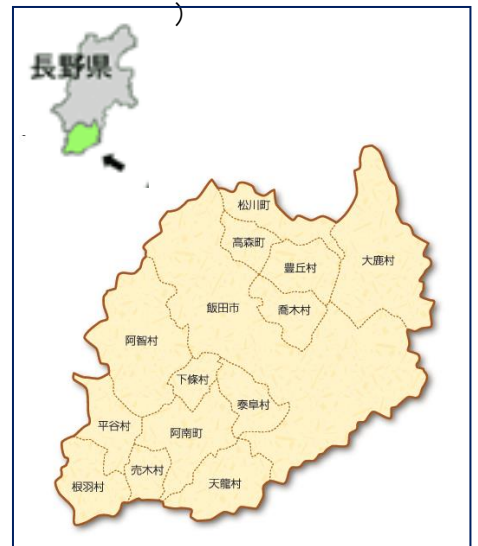 )
長野県
松川町
高森町
豊丘村
大鹿村
飯田市
喬木村
阿智村
下條村
泰阜村
平谷村
阿南町
売木村
天龍村
根羽村